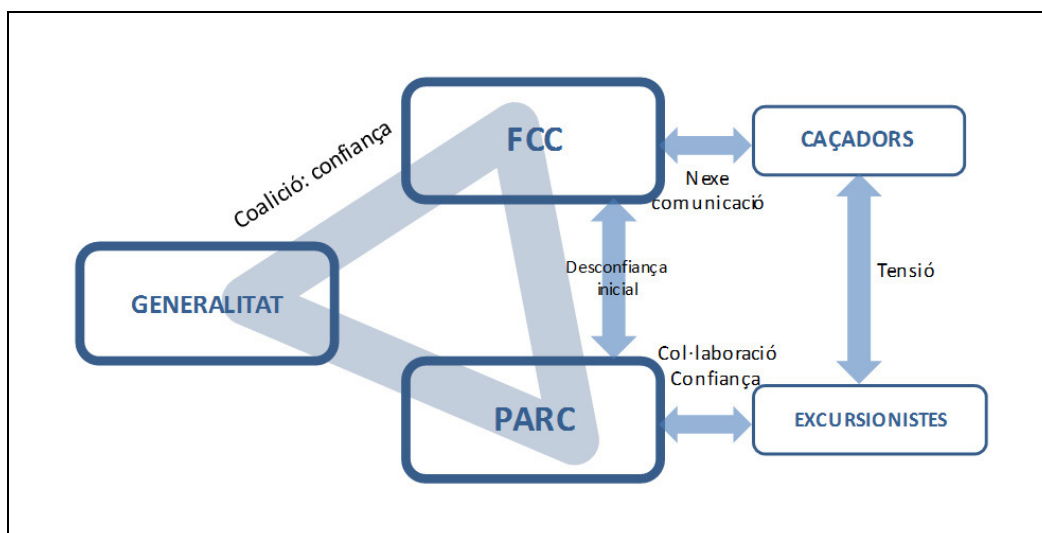 Coalició: confiança
FCC
CAÇADORS
Nexe
comunicació
GENERALITAT
Desconfiança
inicial
Tensió
Col·laboració
Confiança
PARC
EXCURSIONISTES